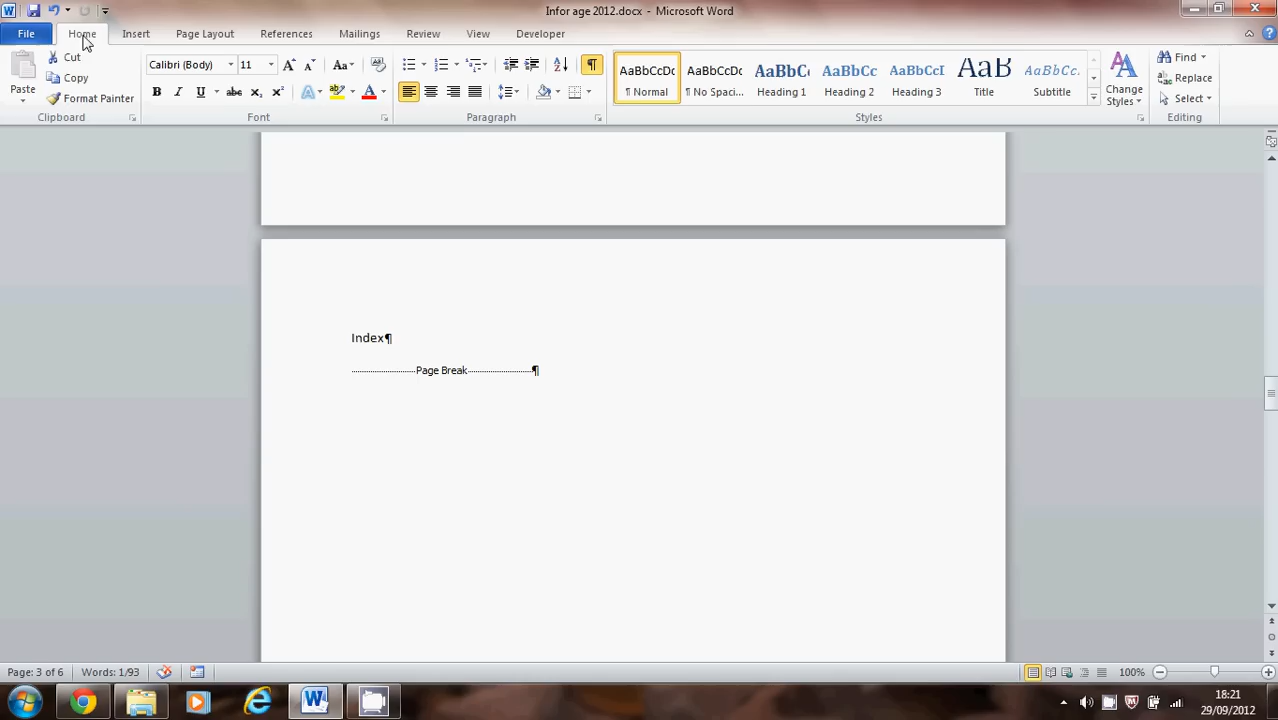 Infor age 2012.docx - Microsoft Word
File Home Insert Page Layout References Mailings Review View Developer
Paste
Cut
Copy
Format Painter
Clipboard
Calibri (Body) 11
Font
Paragraph
AaBbCcDc AaBbCcDc AaBbC AaBbCc AaBbCcI AaB AaBbCc.
¶ Normal ¶ No Spaci... Heading 1 Heading 2 Heading 3 Title Subtitle
Change Styles
Styles
Find
Replace
Select
Editing
Index¶
Page Break ¶
Page: 3 of 6 Words: 1/93 100%
18:21
29/09/2012